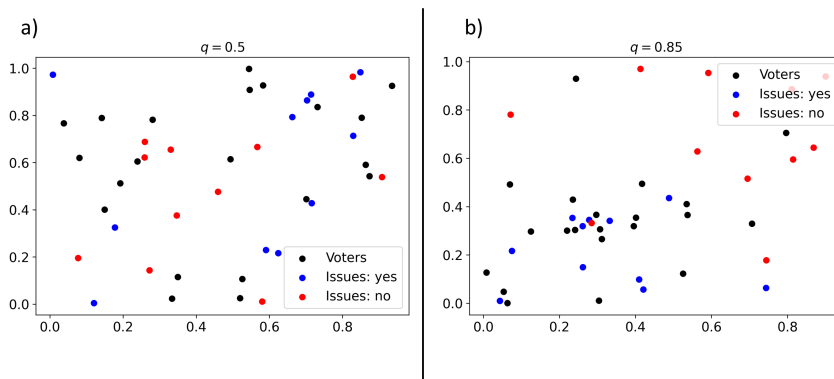 a)
q = 0.5
1.0
0.8
0.6
0.4
0.2
0.0
0.0 0.2 0.4 0.6 0.8
Voters
Issues: yes
Issues: no
b)
q = 0.85
1.0
0.8
0.6
0.4
0.2
0.0
0.0 0.2 0.4 0.6 0.8
Voters
Issues: yes
Issues: no